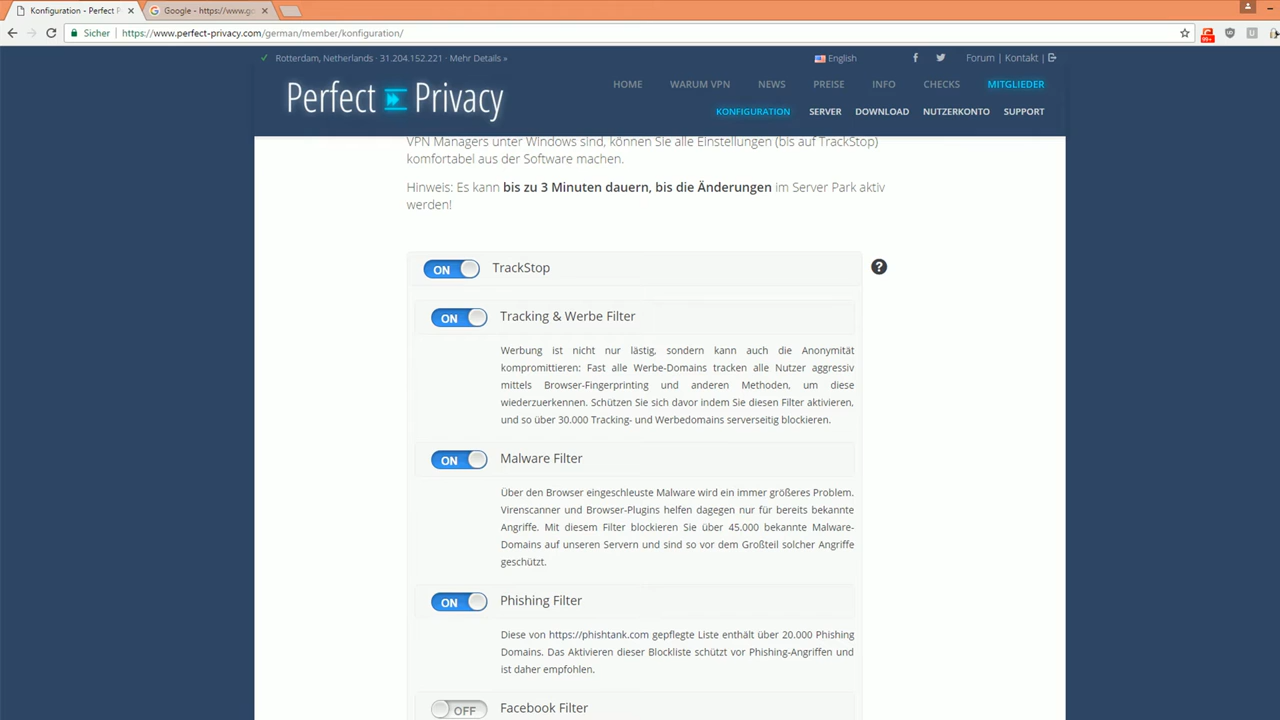 Konfiguration - Perfect P
Google - https://www.go
Sicher
https://www.perfect-privacy.com/german/member/konfiguration/
99+
Rotterdam, Netherlands · 31.204.152.221 · Mehr Details »
English
Forum | Kontakt |
Perfect Privacy
HOME WARUM VPN NEWS PREISE INFO CHECKS MITGLIEDER
KONFIGURATION SERVER DOWNLOAD NUTZERKONTO SUPPORT
VPN Managers unter Windows sind, können Sie alle Einstellungen (bis auf TrackStop)
komfortabel aus der Software machen.
Hinweis: Es kann bis zu 3 Minuten dauern, bis die Änderungen im Server Park aktiv
werden!
ON TrackStop
?
ON Tracking & Werbe Filter
Werbung ist nicht nur lästig, sondern kann auch die Anonymität
kompromittieren: Fast alle Werbe-Domains tracken alle Nutzer aggressiv
mittels Browser-Fingerprinting und anderen Methoden, um diese
wiederzuerkennen. Schützen Sie sich davor indem Sie diesen Filter aktivieren,
und so über 30.000 Tracking- und Werbedomains serverseitig blockieren.
ON Malware Filter
Über den Browser eingeschleuste Malware wird ein immer größeres Problem.
Virenscanner und Browser-Plugins helfen dagegen nur für bereits bekannte
Angriffe. Mit diesem Filter blockieren Sie über 45.000 bekannte Malware-
Domains auf unseren Servern und sind so vor dem Großteil solcher Angriffe
geschützt.
ON Phishing Filter
Diese von https://phishtank.com gepflegte Liste enthält über 20.000 Phishing
Domains. Das Aktivieren dieser Blockliste schützt vor Phishing-Angriffen und
ist daher empfohlen.
OFF Facebook Filter